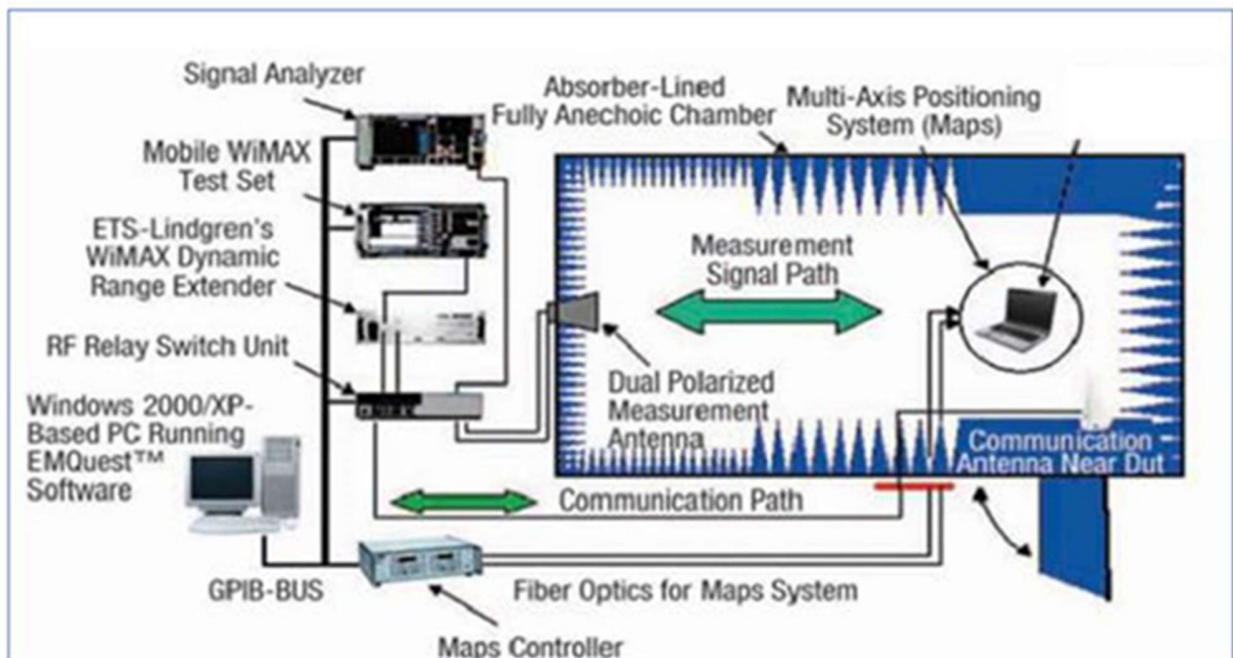 Signal Analyzer
Mobile WiMAX
Test Set
ETS-Lindgren's
WiMAX Dynamic
Range Extender
RF Relay Switch Unit
Windows 2000/XP-
Based PC Running
EMQuest™
Software
GPIB-BUS
Maps Controller
Absorber-Lined
Fully Anechoic Chamber
Multi-Axis Positioning
System (Maps)
Measurement
Signal Path
Dual Polarized
Measurement
Antenna
Communication
Antenna Near Dut
Communication Path
Fiber Optics for Maps System